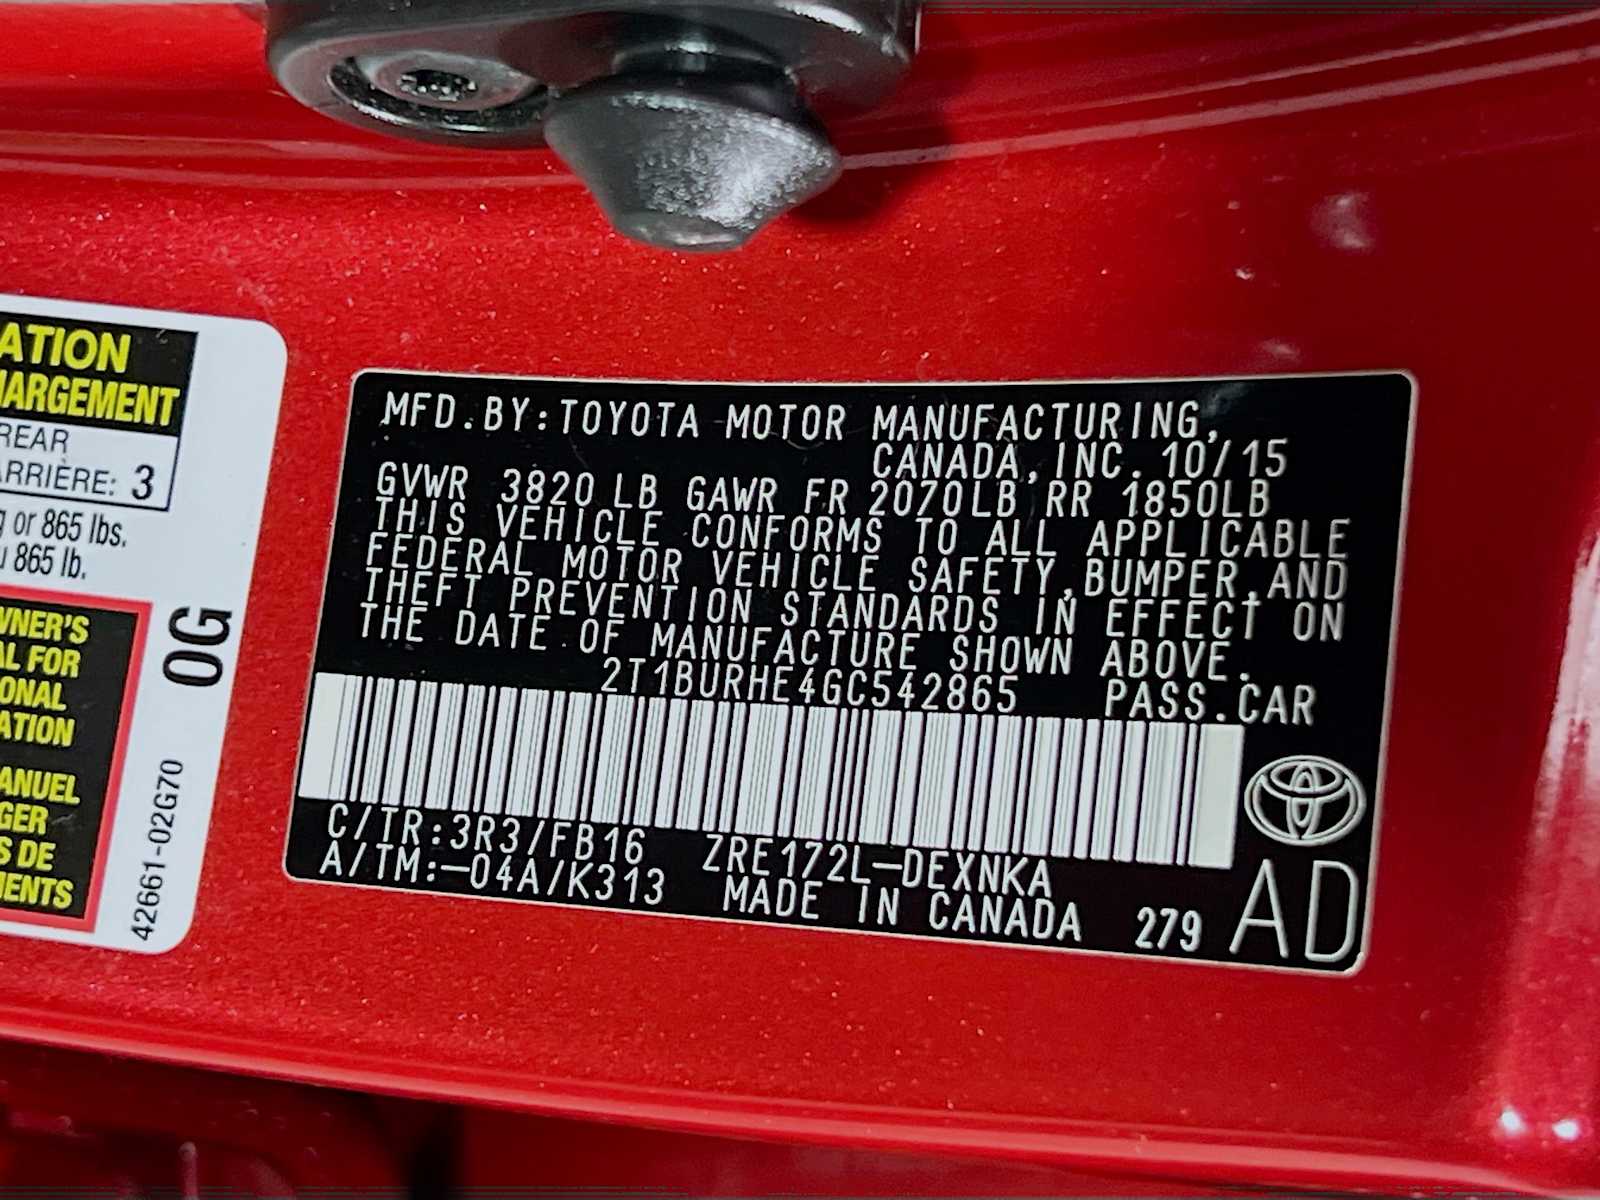 ATION
HARGEMENT
REAR
ARRIÈRE: 3
g or 865 lbs.
u 865 lb.
WNER'S
AL FOR
ONAL
ATION
ANUEL
GER
S DE
MENTS
0G
42661-02G70
MFD.BY:TOYOTA MOTOR MANUFACTURING,
CANADA,INC.10/15
GVWR 3820LB GAWR FR 2070LB RR 1850LB
THIS VEHICLE CONFORMS TO ALL APPLICABLE
FEDERAL MOTOR VEHICLE SAFETY,BUMPER,AND
THEFT PREVENTION STANDARDS IN EFFECT ON
THE DATE OF MANUFACTURE SHOWN ABOVE.
2T1BURHE4GC542865 PASS.CAR
C/TR:3R3/FB16 ZRE172L-DEXNKA
A/TM:-04A/K313 MADE IN CANADA 279
AD